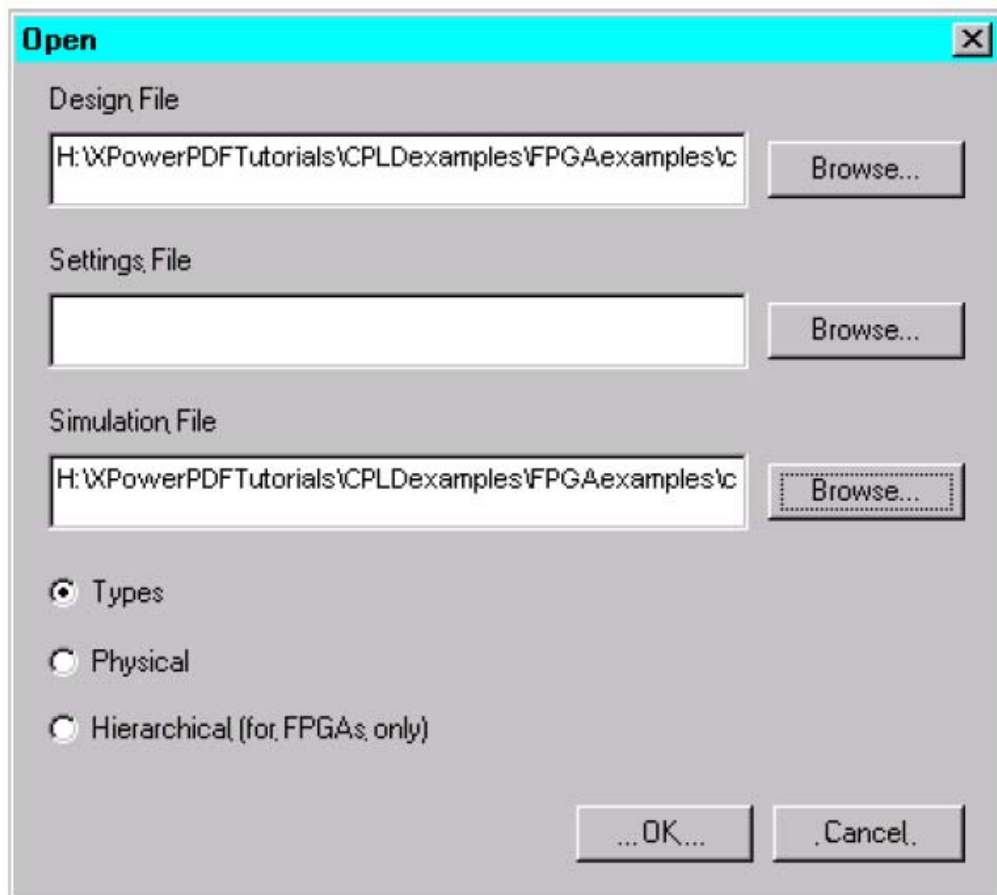 Open
Design File
H:\XPowerPDFTutorials\CPLDexamples\FPGAexamples\c
Browse...
Settings File
Browse...
Simulation File
H:\XPowerPDFTutorials\CPLDexamples\FPGAexamples\c
Browse...
Types
Physical
Hierarchical (for FPGAs only)
...OK...
.Cancel.